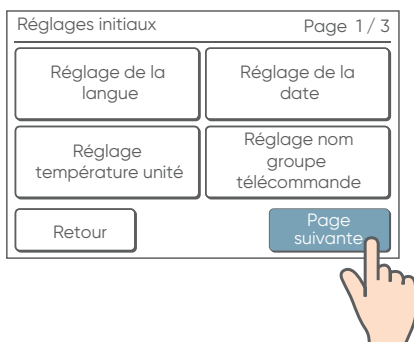 Réglages initiaux Page 1 / 3
Réglage de la
langue
Réglage de la
date
Réglage
température unité
Réglage nom
groupe
télécommande
Retour
Page
suivante